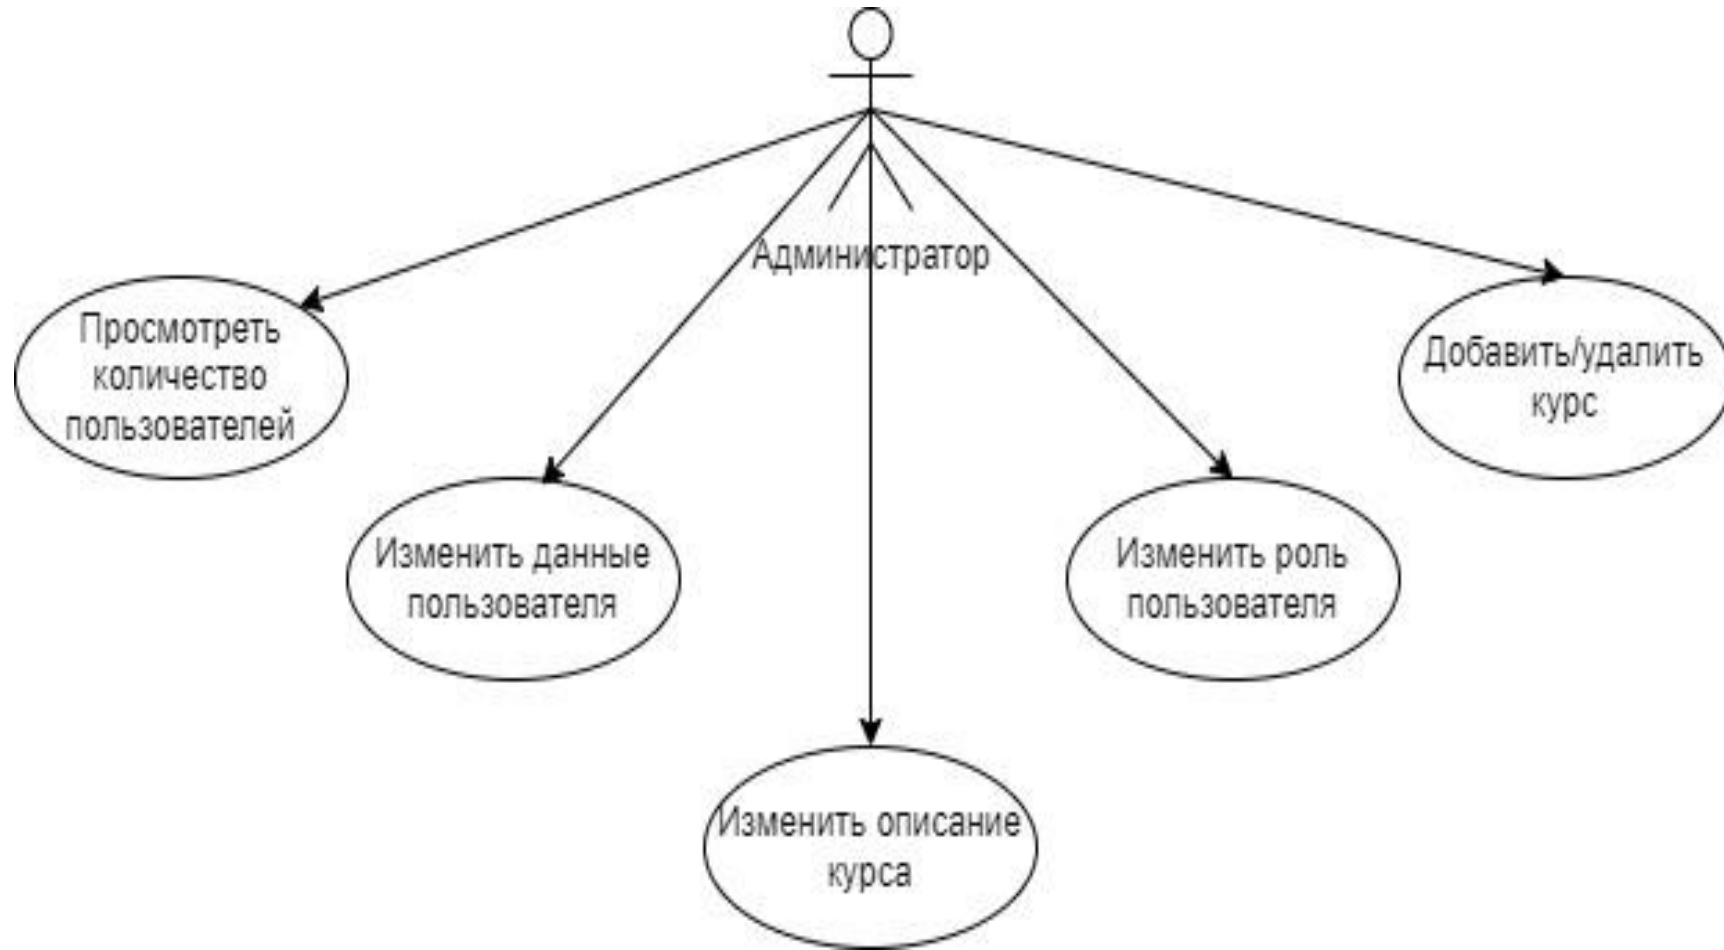 Администратор
Просмотреть
количество
пользователей
Добавить/удалить
курс
Изменить данные
пользователя
Изменить роль
пользователя
Изменить описание
курса